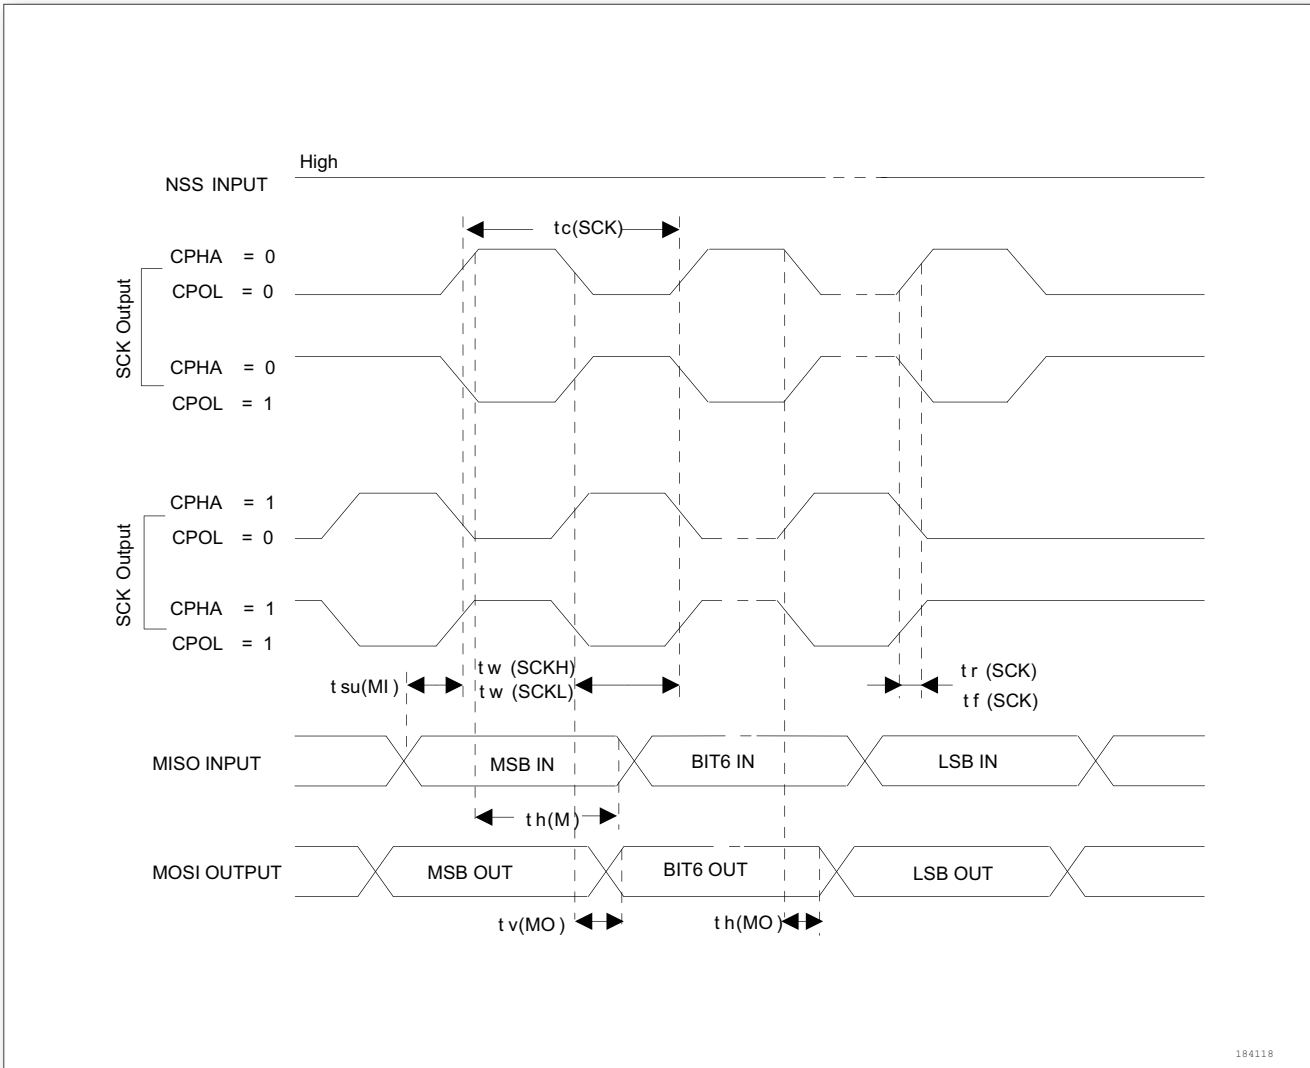 High
NSS INPUT
tc(SCK)
CPHA = 0
CPOL = 0
SCK Output
CPHA = 0
CPOL = 1
CPHA = 1
CPOL = 0
SCK Output
CPHA = 1
CPOL = 1
tsu(MI)
tw (SCKH)
tw (SCKL)
tr (SCK)
tf (SCK)
MISO INPUT
MSB IN
BIT6 IN
LSB IN
th(M)
MOSI OUTPUT
MSB OUT
BIT6 OUT
LSB OUT
tv(MO)
th(MO)
184118